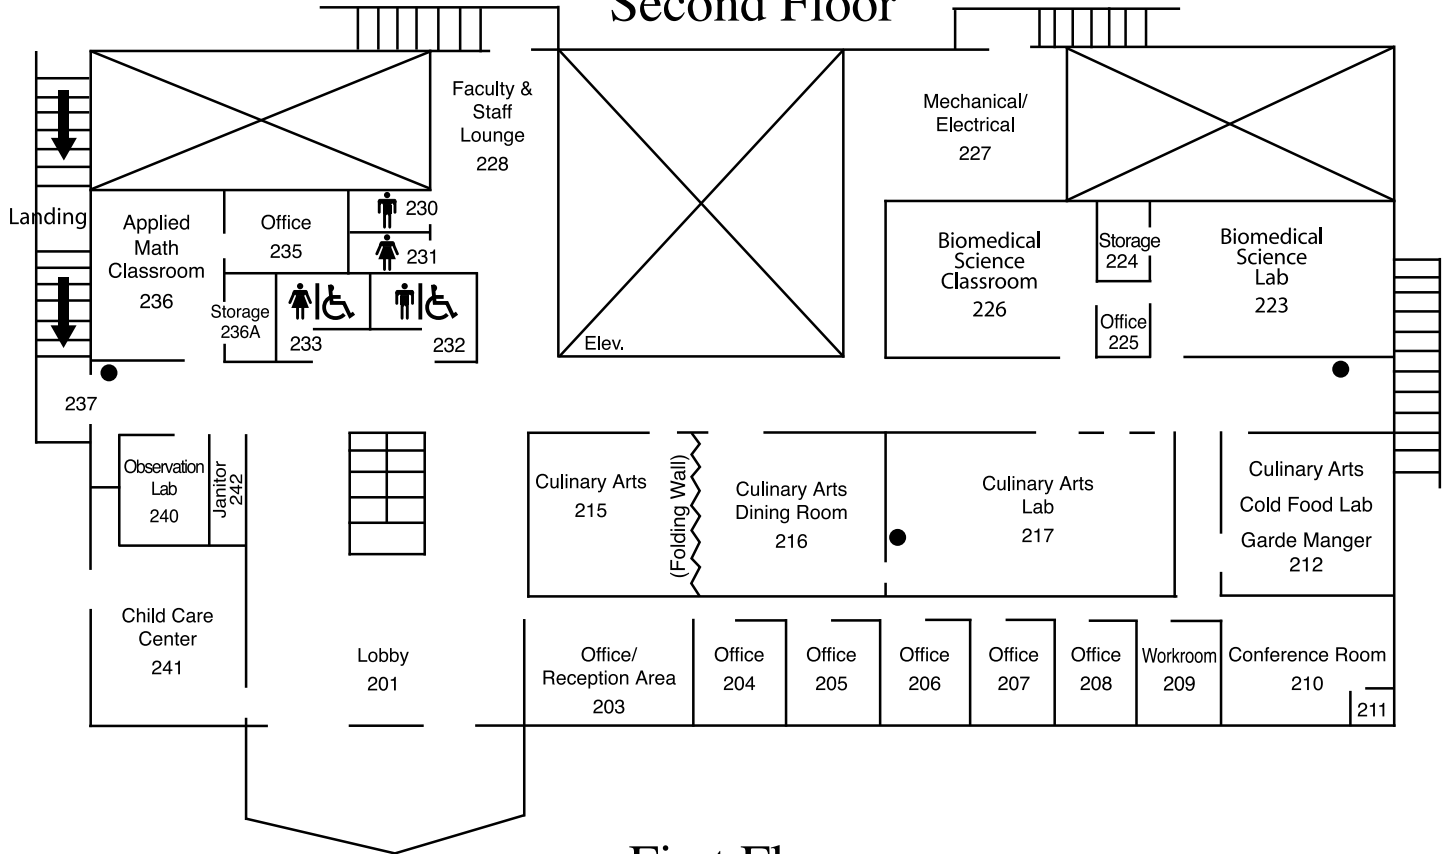 Second Floor
Faculty &
Staff
Lounge
228
Mechanical/
Electrical
227
Landing
Applied
Math
Classroom
236
Office
235
230
231
Storage
236A
233
232
Elev.
Biomedical
Science
Classroom
226
Storage
224
Office
225
Biomedical
Science
Lab
223
237
Observation
Lab
240
Janitor
242
Culinary Arts
215
(Folding Wall)
Culinary Arts
Dining Room
216
Culinary Arts
Lab
217
Culinary Arts
Cold Food Lab
Garde Manger
212
Child Care
Center
241
Lobby
201
Office/
Reception Area
203
Office
204
Office
205
Office
206
Office
207
Office
208
Workroom
209
Conference Room
210
211